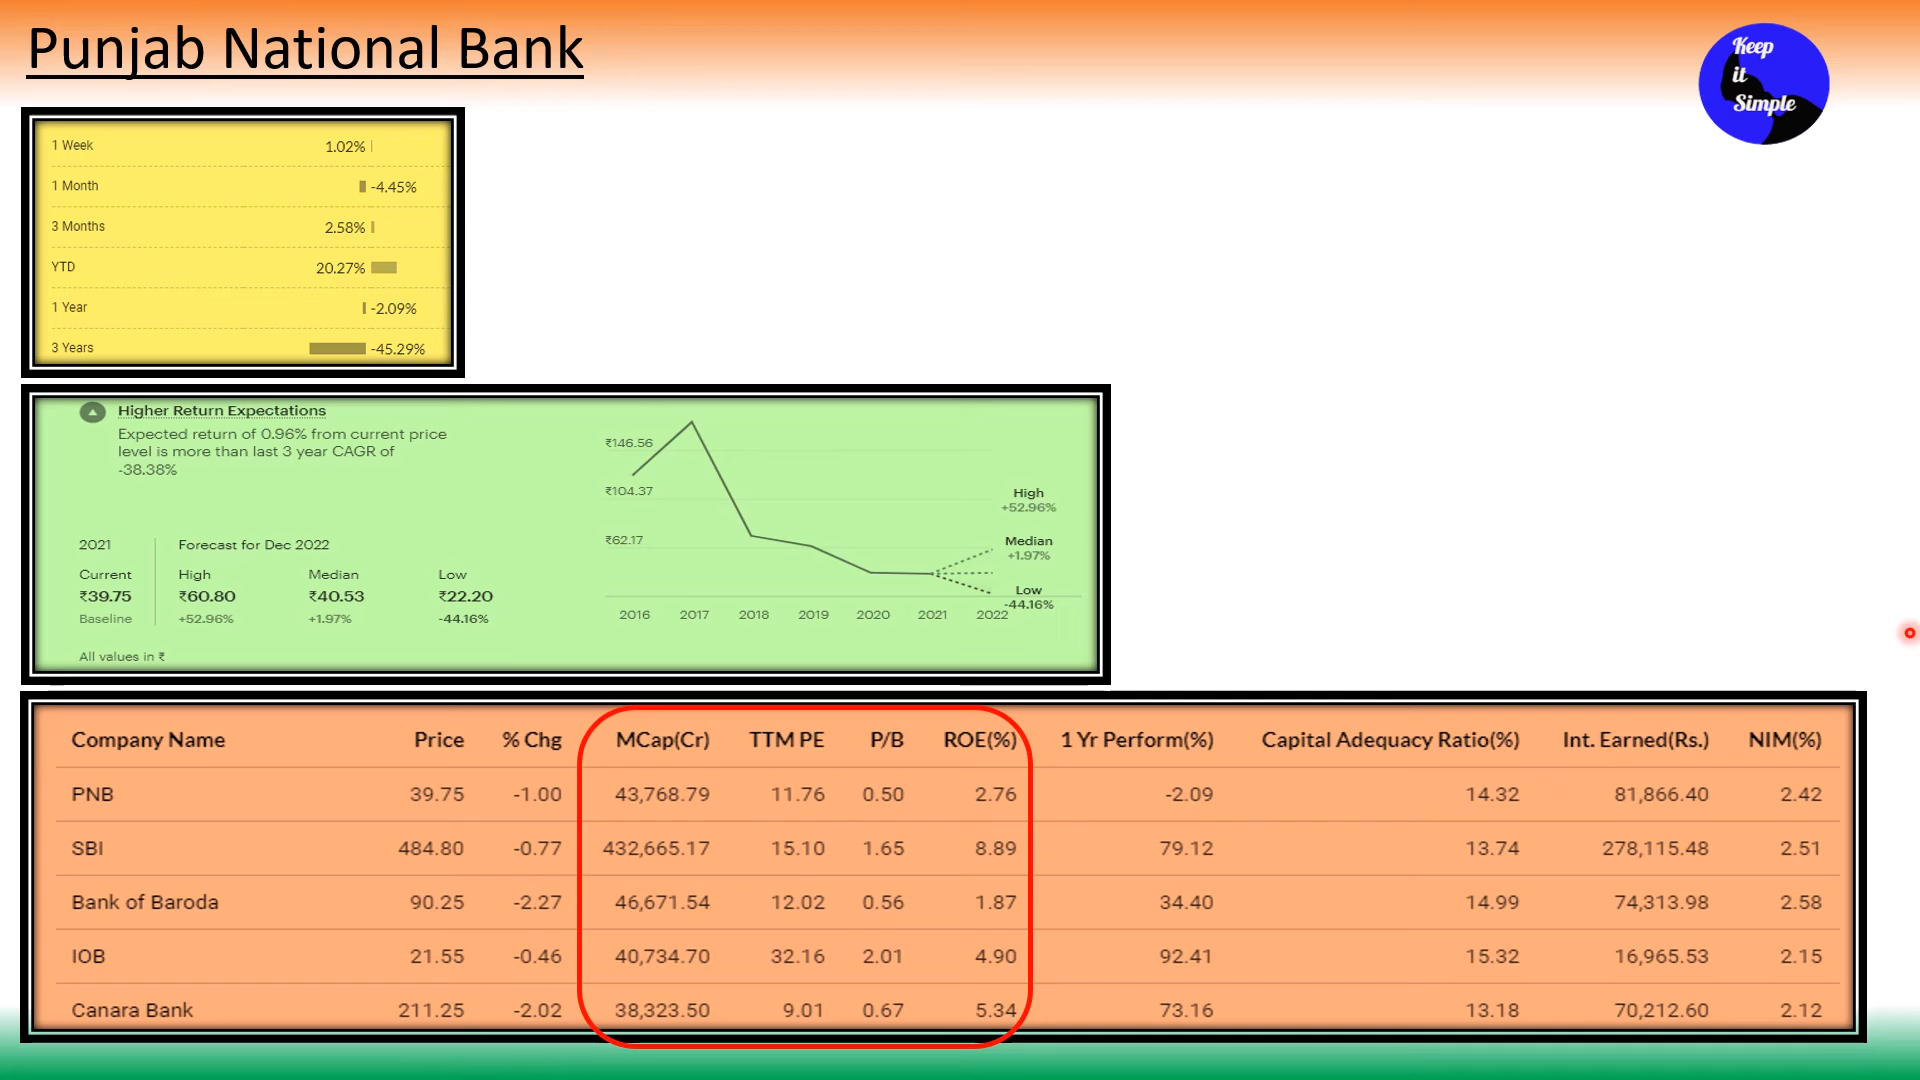 Punjab National Bank
Keep
it
Simple
1 Week 1.02%
1 Month -4.45%
3 Months 2.58%
YTD 20.27%
1 Year -2.09%
3 Years -45.29%
Higher Return Expectations
Expected return of 0.96% from current price
level is more than last 3 year CAGR of
-38.38%
2021 Forecast for Dec 2022
Current High Median Low
₹39.75 ₹60.80 ₹40.53 ₹22.20
Baseline +52.96% +1.97% -44.16%
All values in ₹
₹146.56
₹104.37
₹62.17
High
+52.96%
Median
+1.97%
Low
-44.16%
2016 2017 2018 2019 2020 2021 2022
Company Name Price % Chg MCap(Cr) TTM PE P/B ROE(%) 1 Yr Perform(%) Capital Adequacy Ratio(%) Int. Earned(Rs.) NIM(%)
PNB 39.75 -1.00 43,768.79 11.76 0.50 2.76 -2.09 14.32 81,866.40 2.42
SBI 484.80 -0.77 432,665.17 15.10 1.65 8.89 79.12 13.74 278,115.48 2.51
Bank of Baroda 90.25 -2.27 46,671.54 12.02 0.56 1.87 34.40 14.99 74,313.98 2.58
IOB 21.55 -0.46 40,734.70 32.16 2.01 4.90 92.41 15.32 16,965.53 2.15
Canara Bank 211.25 -2.02 38,323.50 9.01 0.67 5.34 73.16 13.18 70,212.60 2.12